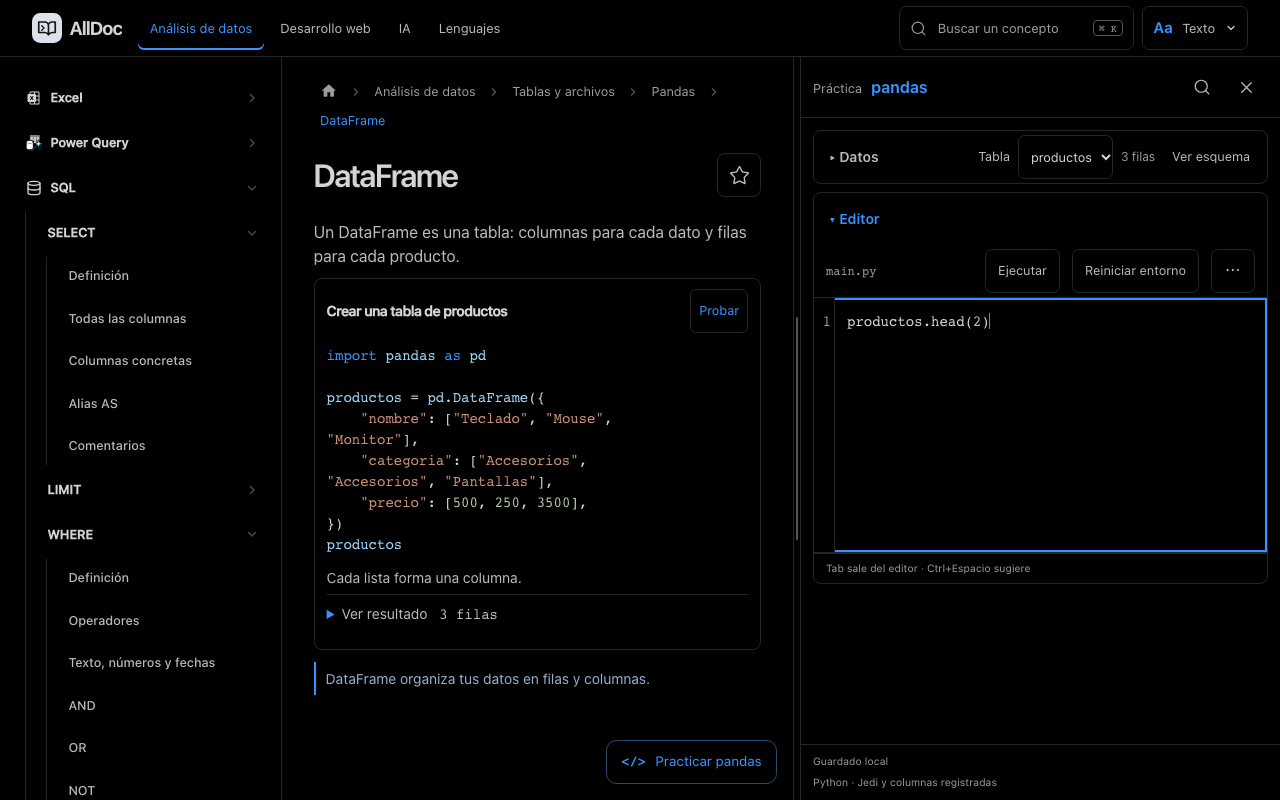 AllDoc
Análisis de datos
Desarrollo web
IA
Lenguajes
Buscar un concepto
⌘ K
Aa Texto
Excel
Power Query
SQL
SELECT
Definición
Todas las columnas
Columnas concretas
Alias AS
Comentarios
LIMIT
WHERE
Definición
Operadores
Texto, números y fechas
AND
OR
NOT
Análisis de datos
Tablas y archivos
Pandas
DataFrame
DataFrame
Un DataFrame es una tabla: columnas para cada dato y filas
para cada producto.
Crear una tabla de productos
Probar
import pandas as pd
productos = pd.DataFrame({
"nombre": ["Teclado", "Mouse",
"Monitor"],
"categoria": ["Accesorios",
"Accesorios", "Pantallas"],
"precio": [500, 250, 3500],
})
productos
Cada lista forma una columna.
Ver resultado 3 filas
DataFrame organiza tus datos en filas y columnas.
</> Practicar pandas
Práctica pandas
Datos
Tabla
productos
3 filas
Ver esquema
Editor
main.py
Ejecutar
Reiniciar entorno
...
1
productos.head(2)
Tab sale del editor · Ctrl+Espacio sugiere
Guardado local
Python · Jedi y columnas registradas